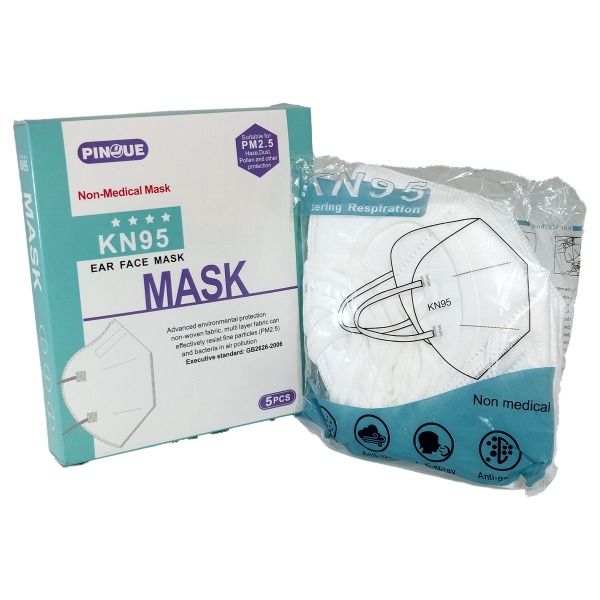 PINQUE
Suitable for
PM2.5
Haze,Dust,
Pollen and other
protection
Non-Medical Mask
KN95
EAR FACE MASK
MASK
Advanced environmental protection
non-woven fabric, multi layer fabric can
effectively resist fine particles (PM2.5)
and bacteria in air pollution
Executive standard: GB2626-2006
5PCS
MASK
KN95
tering Respiration
KN95
Non medical